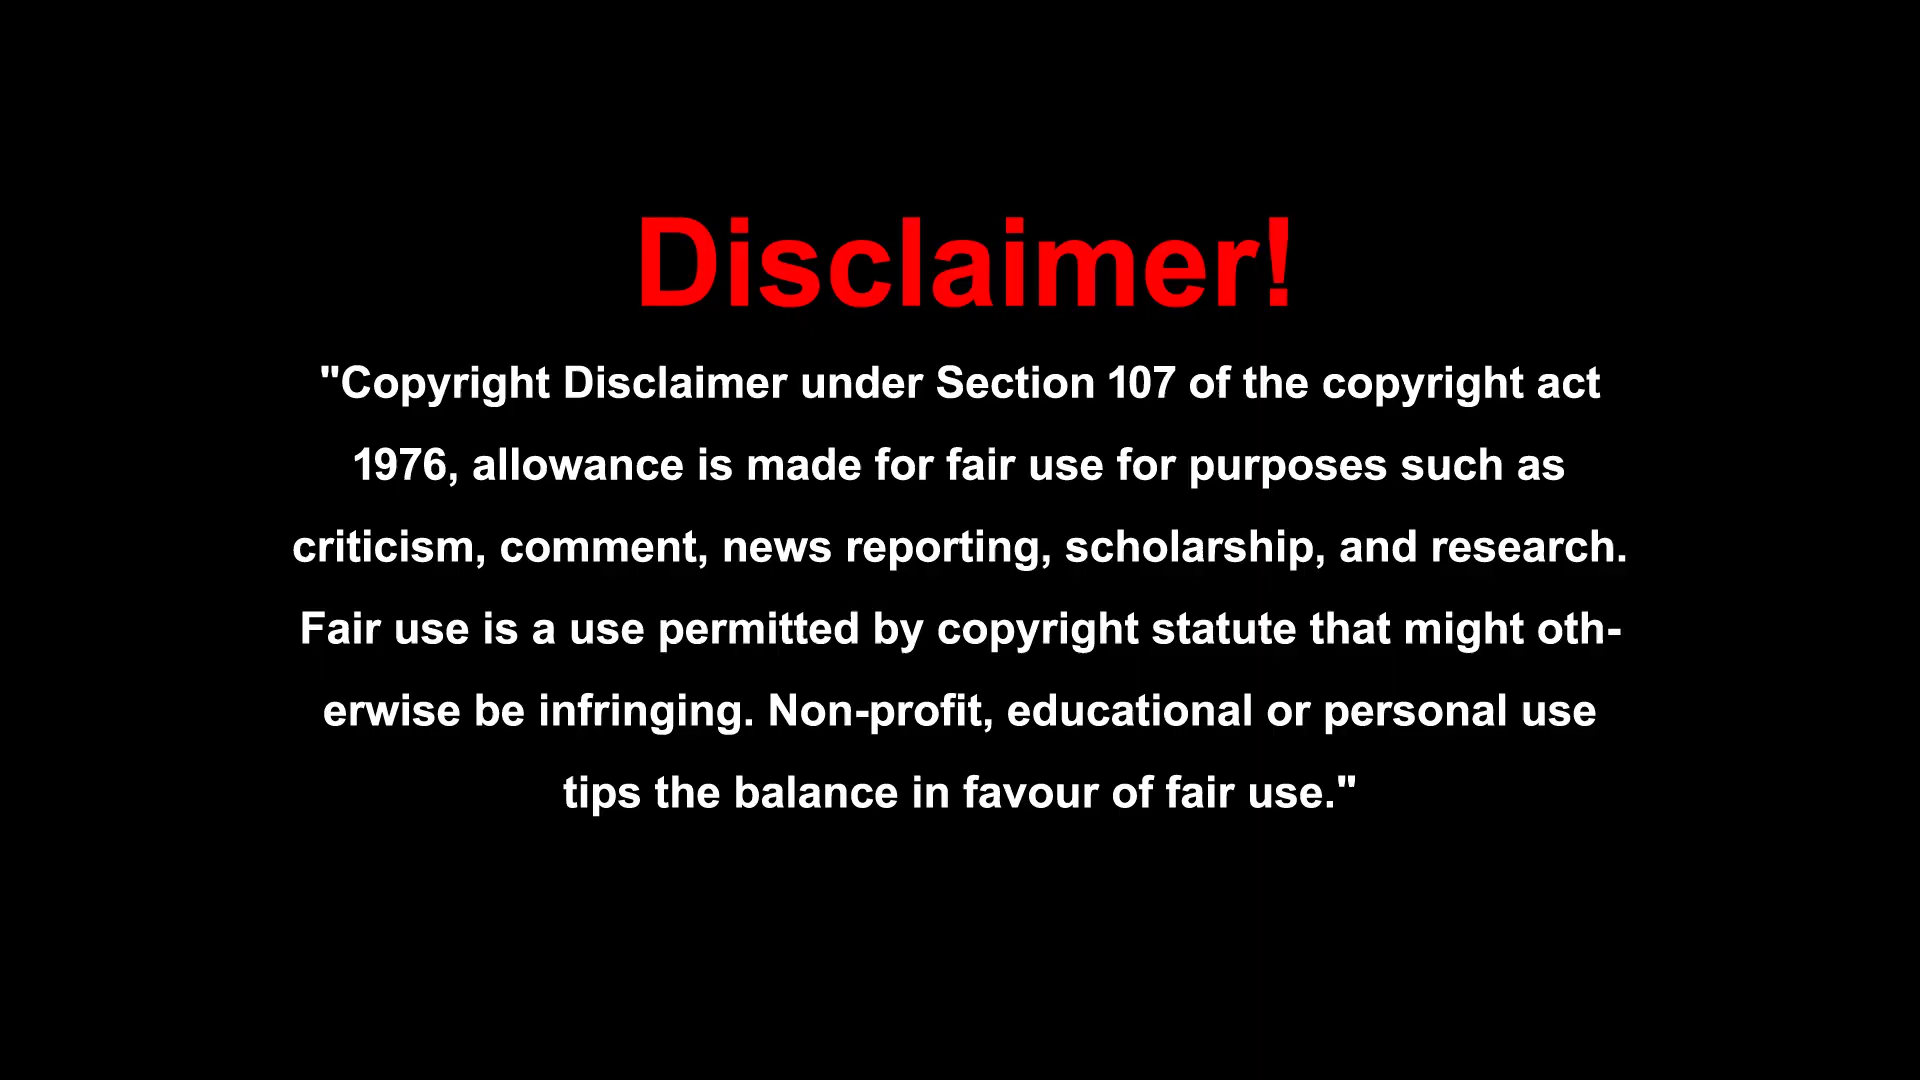 Disclaimer!
"Copyright Disclaimer under Section 107 of the copyright act
1976, allowance is made for fair use for purposes such as
criticism, comment, news reporting, scholarship, and research.
Fair use is a use permitted by copyright statute that might oth-
erwise be infringing. Non-profit, educational or personal use
tips the balance in favour of fair use."